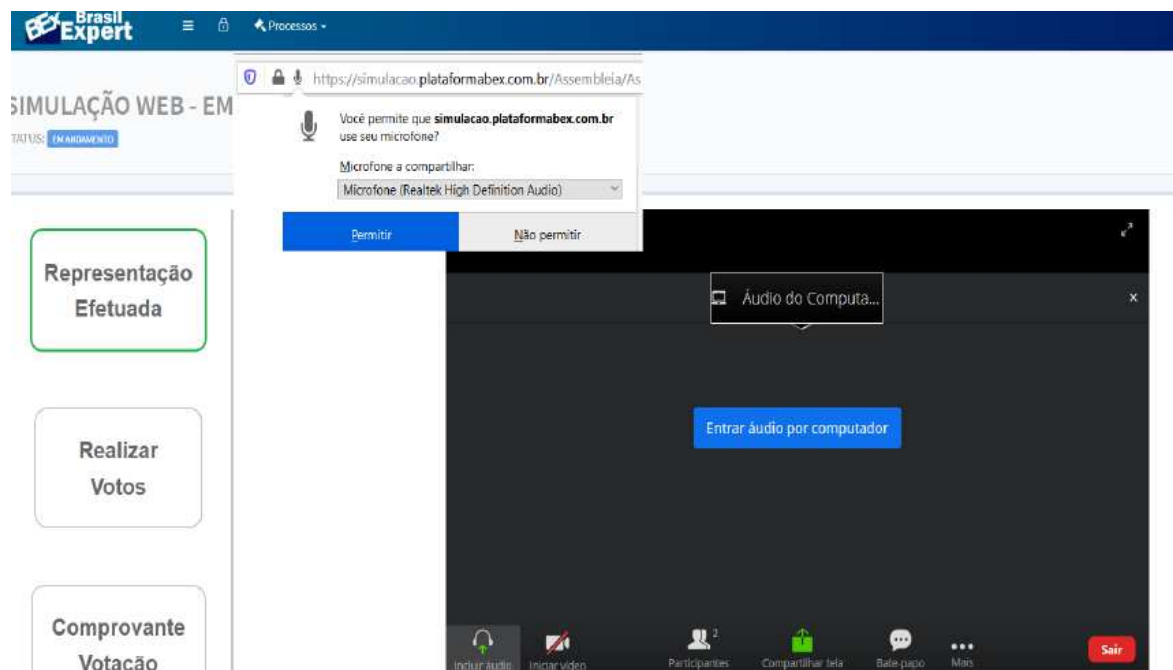 BEX Brasil Expert
Processos
https://simulacao.plataformabex.com.br/Assembleia/As
SIMULAÇÃO WEB - EM
TATUS: EM ANDAMENTO
Você permite que simulacao.plataformabex.com.br
use seu microfone?
Microfone a compartilhar:
Microfone (Realtek High Definition Audio)
Permitir
Não permitir
Representação
Efetuada
Áudio do Computa...
x
Entrar áudio por computador
Realizar
Votos
Comprovante
Votação
Incluir áudio
Iniciar vídeo
Participantes
2
Compartilhar tela
Bate-papo
Mais
Sair